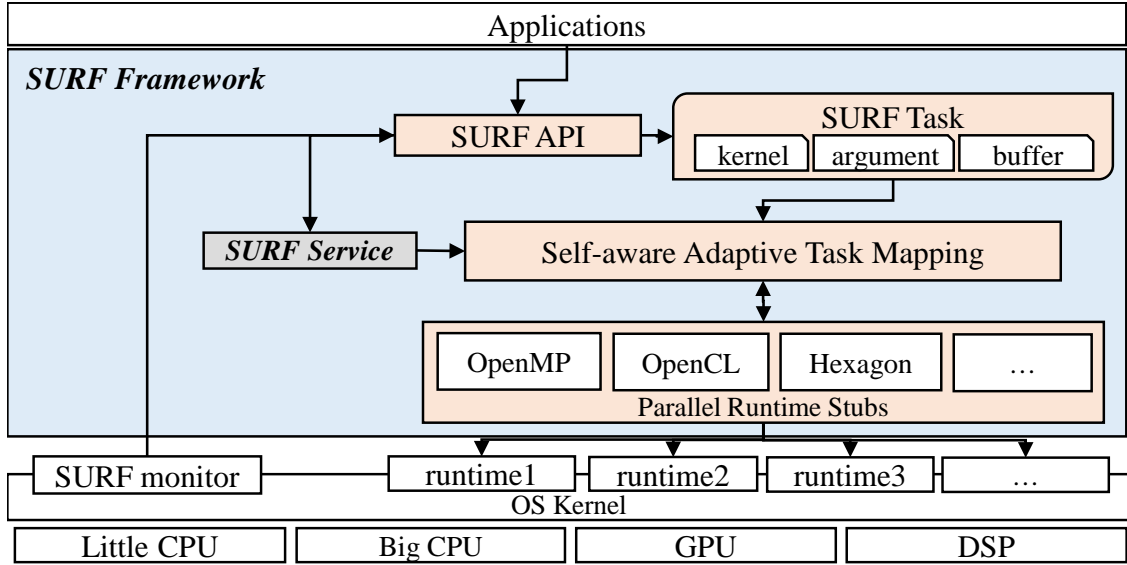 Applications
SURF Framework
SURF API
SURF Task
kernel
argument
buffer
SURF Service
Self-aware Adaptive Task Mapping
OpenMP
OpenCL
Hexagon
…
Parallel Runtime Stubs
SURF monitor
runtime1
runtime2
runtime3
…
OS Kernel
Little CPU
Big CPU
GPU
DSP